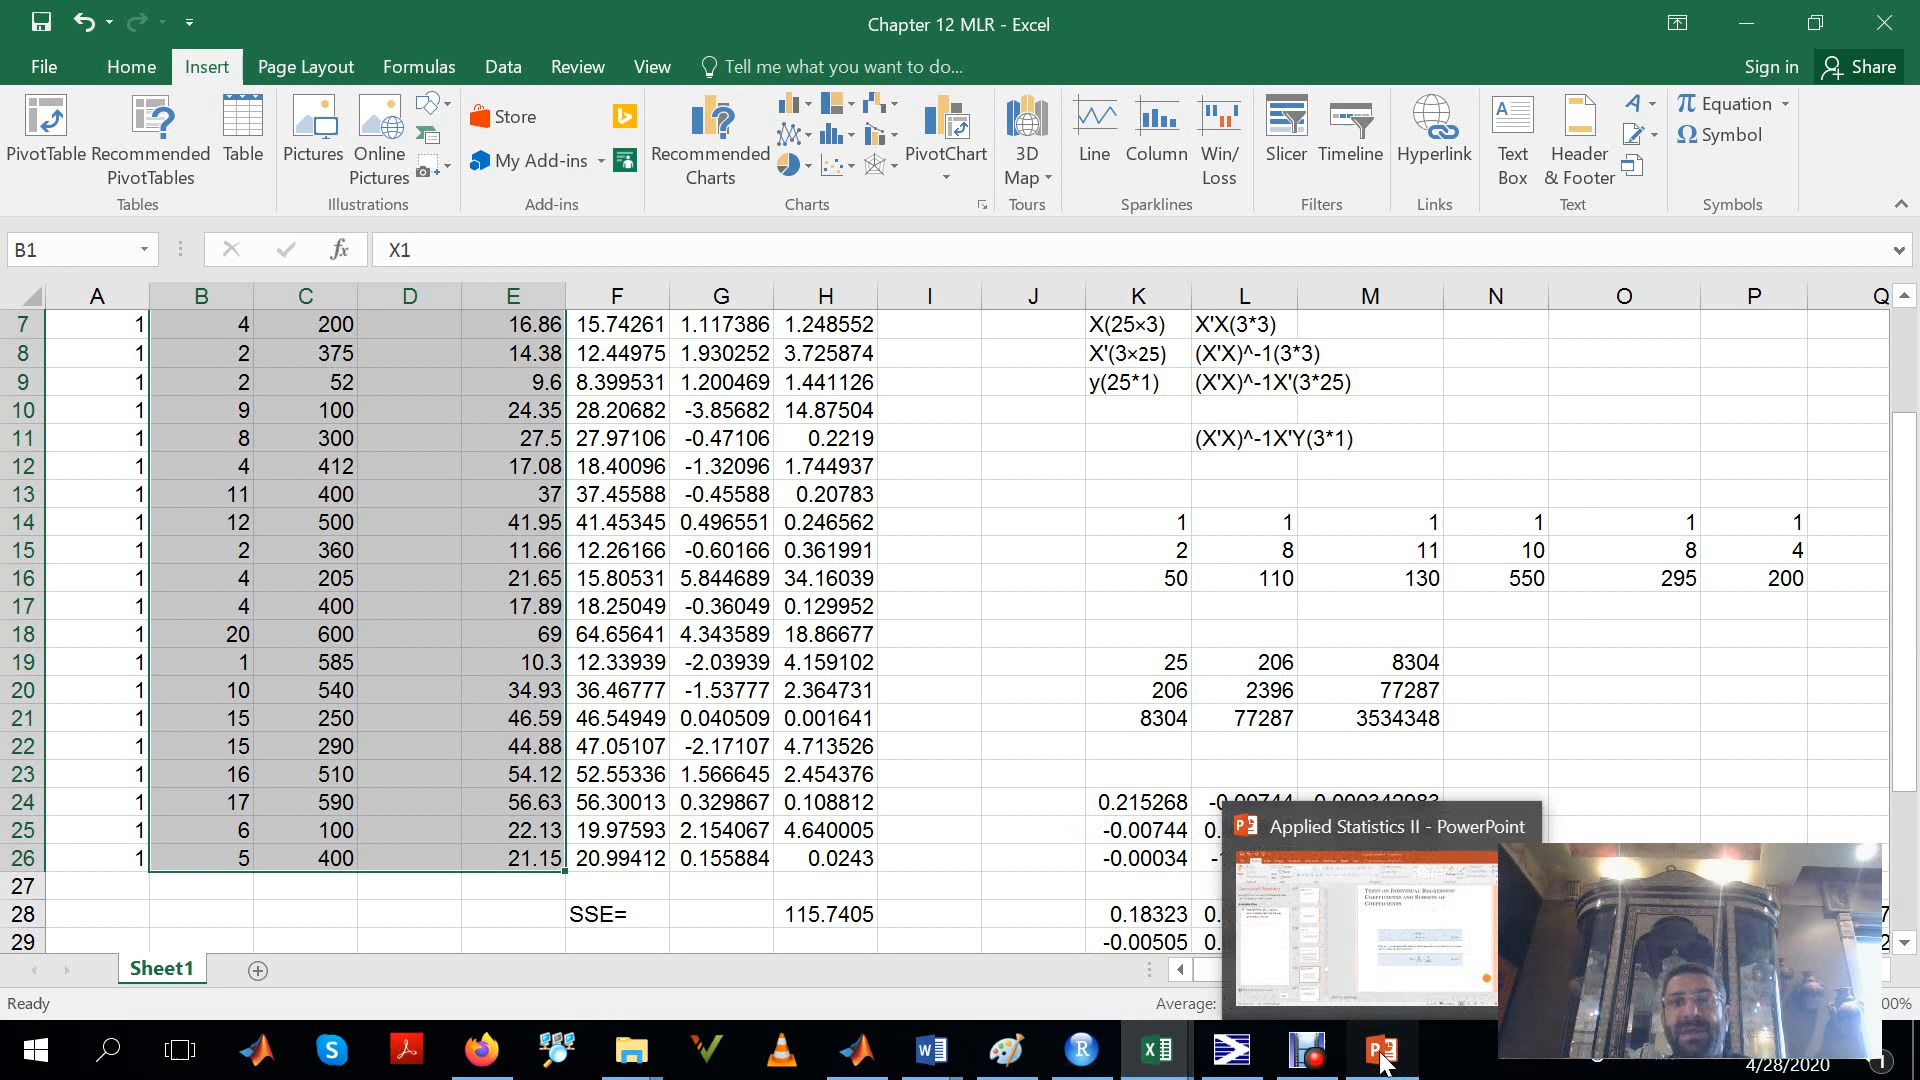 Chapter 12 MLR - Excel
File Home Insert Page Layout Formulas Data Review View Tell me what you want to do... Sign in Share
PivotTable Recommended PivotTables Table
Tables
Pictures Online Pictures
Illustrations
Store
My Add-ins
Add-ins
Recommended Charts PivotChart
Charts
3D Map
Tours
Line Column Win/ Loss
Sparklines
Slicer Timeline
Filters
Hyperlink
Links
Text Box Header & Footer
Text
Equation
Symbol
Symbols
B1 fx X1
A B C D E F G H I J K L M N O P Q
7 1 4 200 16.86 15.74261 1.117386 1.248552 X(25×3) X'X(3*3)
8 1 2 375 14.38 12.44975 1.930252 3.725874 X'(3×25) (X'X)^-1(3*3)
9 1 2 52 9.6 8.399531 1.200469 1.441126 y(25*1) (X'X)^-1X'(3*25)
10 1 9 100 24.35 28.20682 -3.85682 14.87504
11 1 8 300 27.5 27.97106 -0.47106 0.2219 (X'X)^-1X'Y(3*1)
12 1 4 412 17.08 18.40096 -1.32096 1.744937
13 1 11 400 37 37.45588 -0.45588 0.20783
14 1 12 500 41.95 41.45345 0.496551 0.246562 1 1 1 1 1 1
15 1 2 360 11.66 12.26166 -0.60166 0.361991 2 8 11 10 8 4
16 1 4 205 21.65 15.80531 5.844689 34.16039 50 110 130 550 295 200
17 1 4 400 17.89 18.25049 -0.36049 0.129952
18 1 20 600 69 64.65641 4.343589 18.86677
19 1 1 585 10.3 12.33939 -2.03939 4.159102 25 206 8304
20 1 10 540 34.93 36.46777 -1.53777 2.364731 206 2396 77287
21 1 15 250 46.59 46.54949 0.040509 0.001641 8304 77287 3534348
22 1 15 290 44.88 47.05107 -2.17107 4.713526
23 1 16 510 54.12 52.55336 1.566645 2.454376
24 1 17 590 56.63 56.30013 0.329867 0.108812 0.215268
25 1 6 100 22.13 19.97593 2.154067 4.640005 -0.00744
26 1 5 400 21.15 20.99412 0.155884 0.0243 -0.00034
27
28 SSE= 115.7405 0.18323
29 -0.00505
Applied Statistics II - PowerPoint
Tests on Individual Regression
Coefficients and Subsets of
Coefficients
Sheet1
Ready Average:
4/28/2020